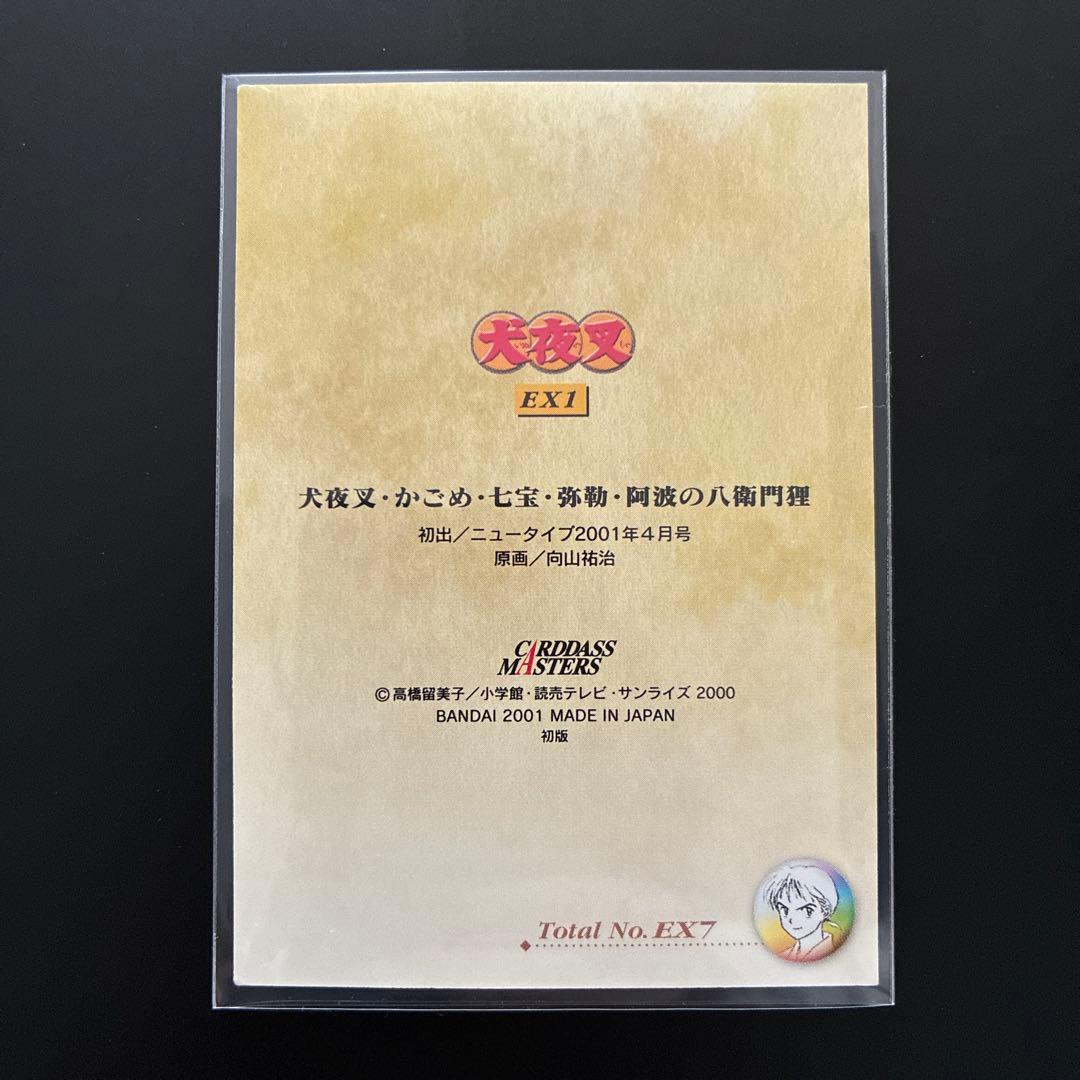 犬夜叉
EX1
犬夜叉・かごめ・七宝・弥勒・阿波の八衛門狸
初出／ニュータイプ2001年4月号
原画／向山祐治
CARDDASS
MASTERS
©高橋留美子／小学館・読売テレビ・サンライズ 2000
BANDAI 2001 MADE IN JAPAN
初版
Total No. EX7